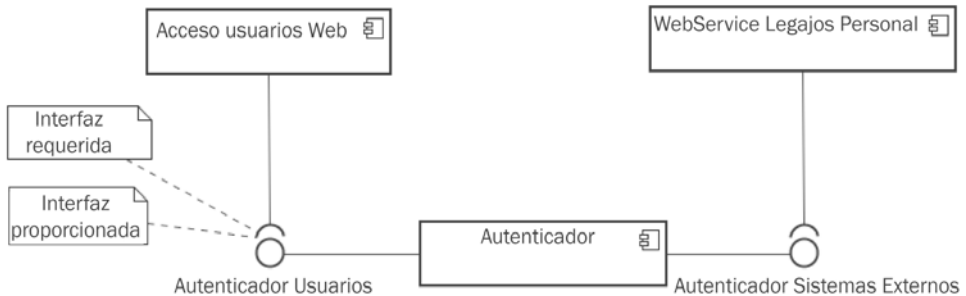 Acceso usuarios Web
WebService Legajos Personal
Interfaz
requerida
Interfaz
proporcionada
Autenticador
Autenticador Usuarios
Autenticador Sistemas Externos